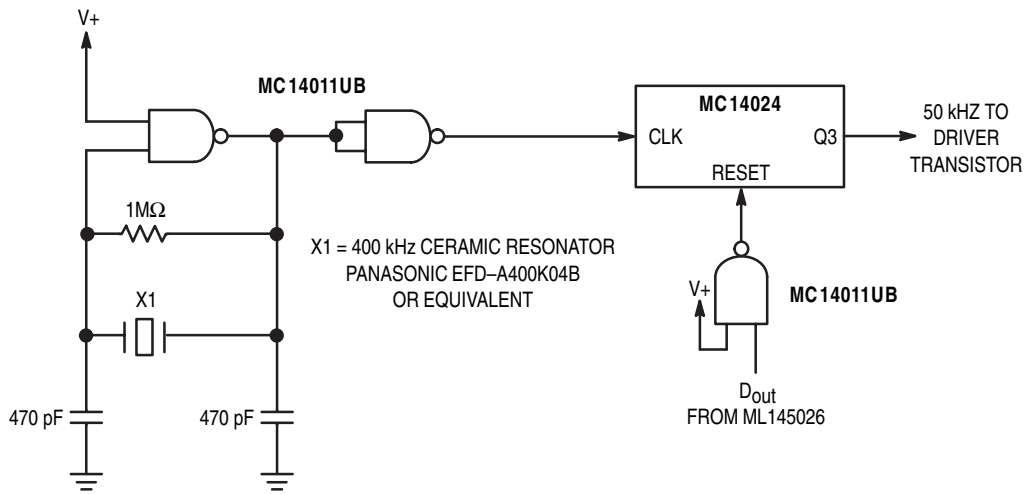 V+
MC14011UB
MC14024
CLK
Q3
RESET
50 kHZ TO
DRIVER
TRANSISTOR
1MΩ
X1 = 400 kHz CERAMIC RESONATOR
PANASONIC EFD–A400K04B
OR EQUIVALENT
X1
V+
MC14011UB
470 pF
470 pF
Dout
FROM ML145026